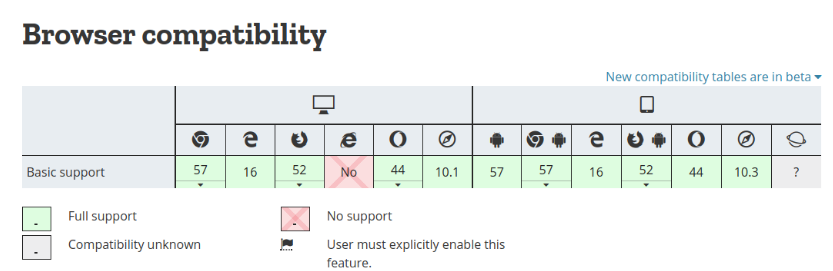 Browser compatibility
New compatibility tables are in beta
Basic support 57 16 52 No 44 10.1 57 57 16 52 44 10.3 ?
- Full support - No support
- Compatibility unknown User must explicitly enable this
feature.